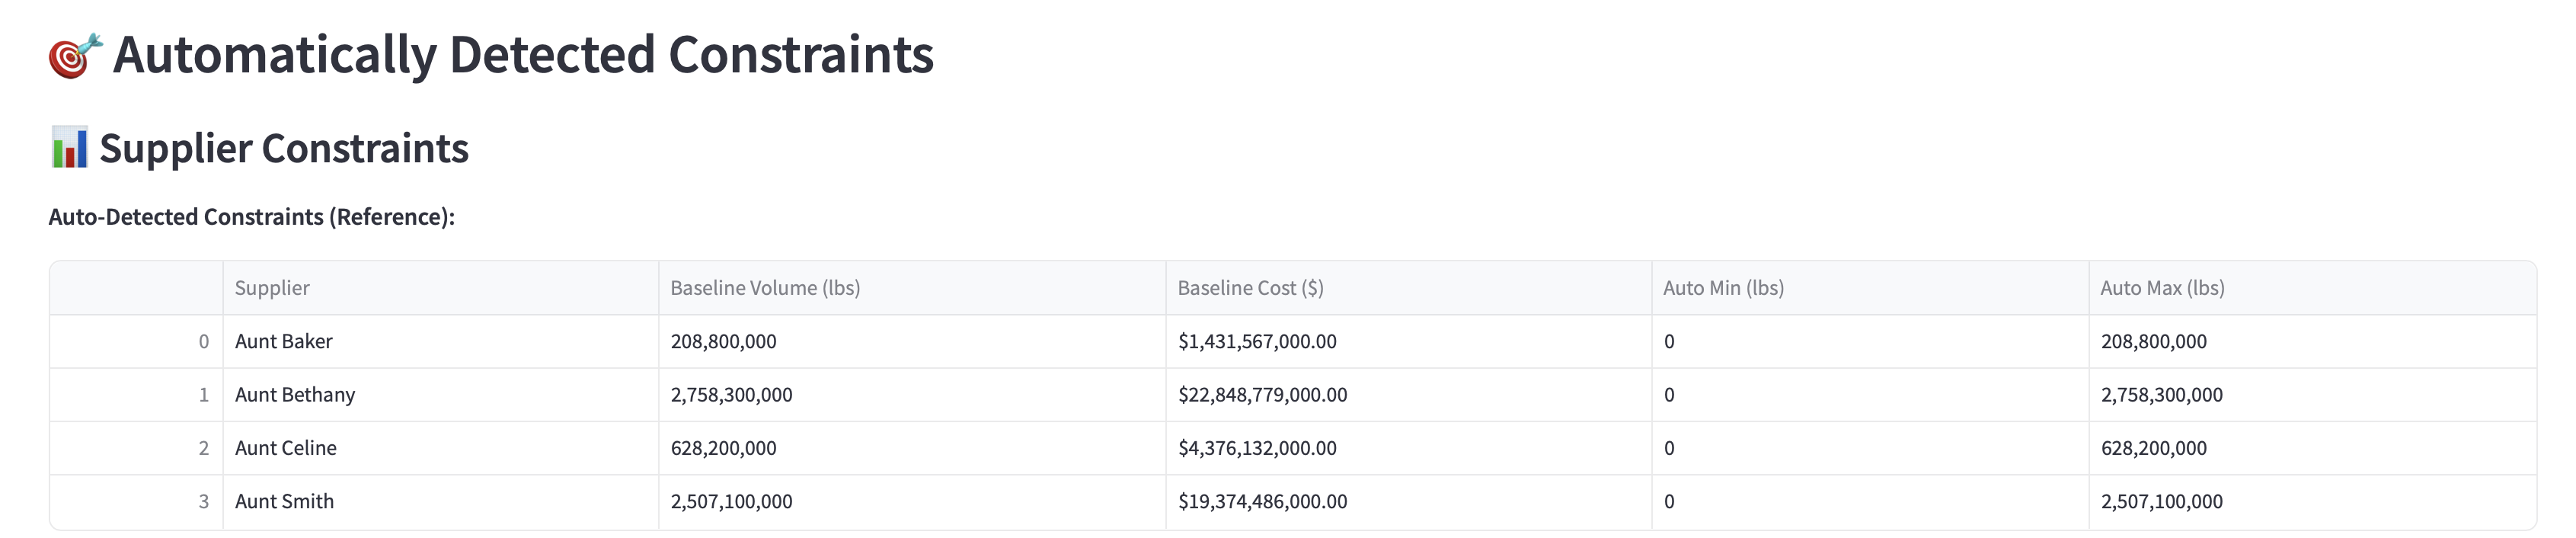 🎯 Automatically Detected Constraints
📊 Supplier Constraints
Auto-Detected Constraints (Reference):
Supplier Baseline Volume (lbs) Baseline Cost ($) Auto Min (lbs) Auto Max (lbs)
0 Aunt Baker 208,800,000 $1,431,567,000.00 0 208,800,000
1 Aunt Bethany 2,758,300,000 $22,848,779,000.00 0 2,758,300,000
2 Aunt Celine 628,200,000 $4,376,132,000.00 0 628,200,000
3 Aunt Smith 2,507,100,000 $19,374,486,000.00 0 2,507,100,000